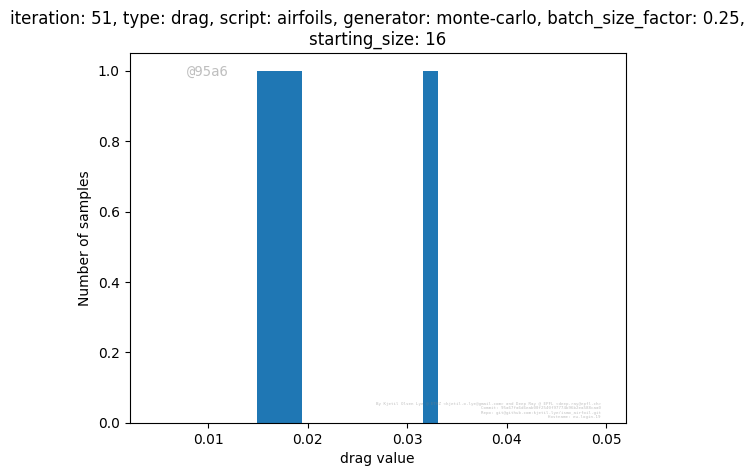 iteration: 51, type: drag, script: airfoils, generator: monte-carlo, batch_size_factor: 0.25,
starting_size: 16
@95a6
1.0
0.8
0.6
0.4
0.2
0.0
Number of samples
0.01
0.02
0.03
0.04
0.05
drag value